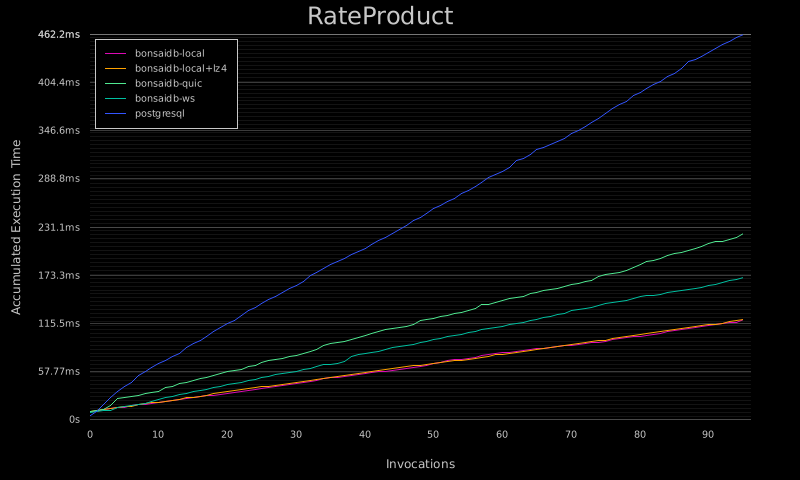 RateProduct
462.2ms
404.4ms
346.6ms
288.8ms
231.1ms
173.3ms
115.5ms
57.77ms
0s
bonsaidb-local
bonsaidb-local+lz4
bonsaidb-quic
bonsaidb-ws
postgresql
Accumulated Execution Time
0 10 20 30 40 50 60 70 80 90
Invocations